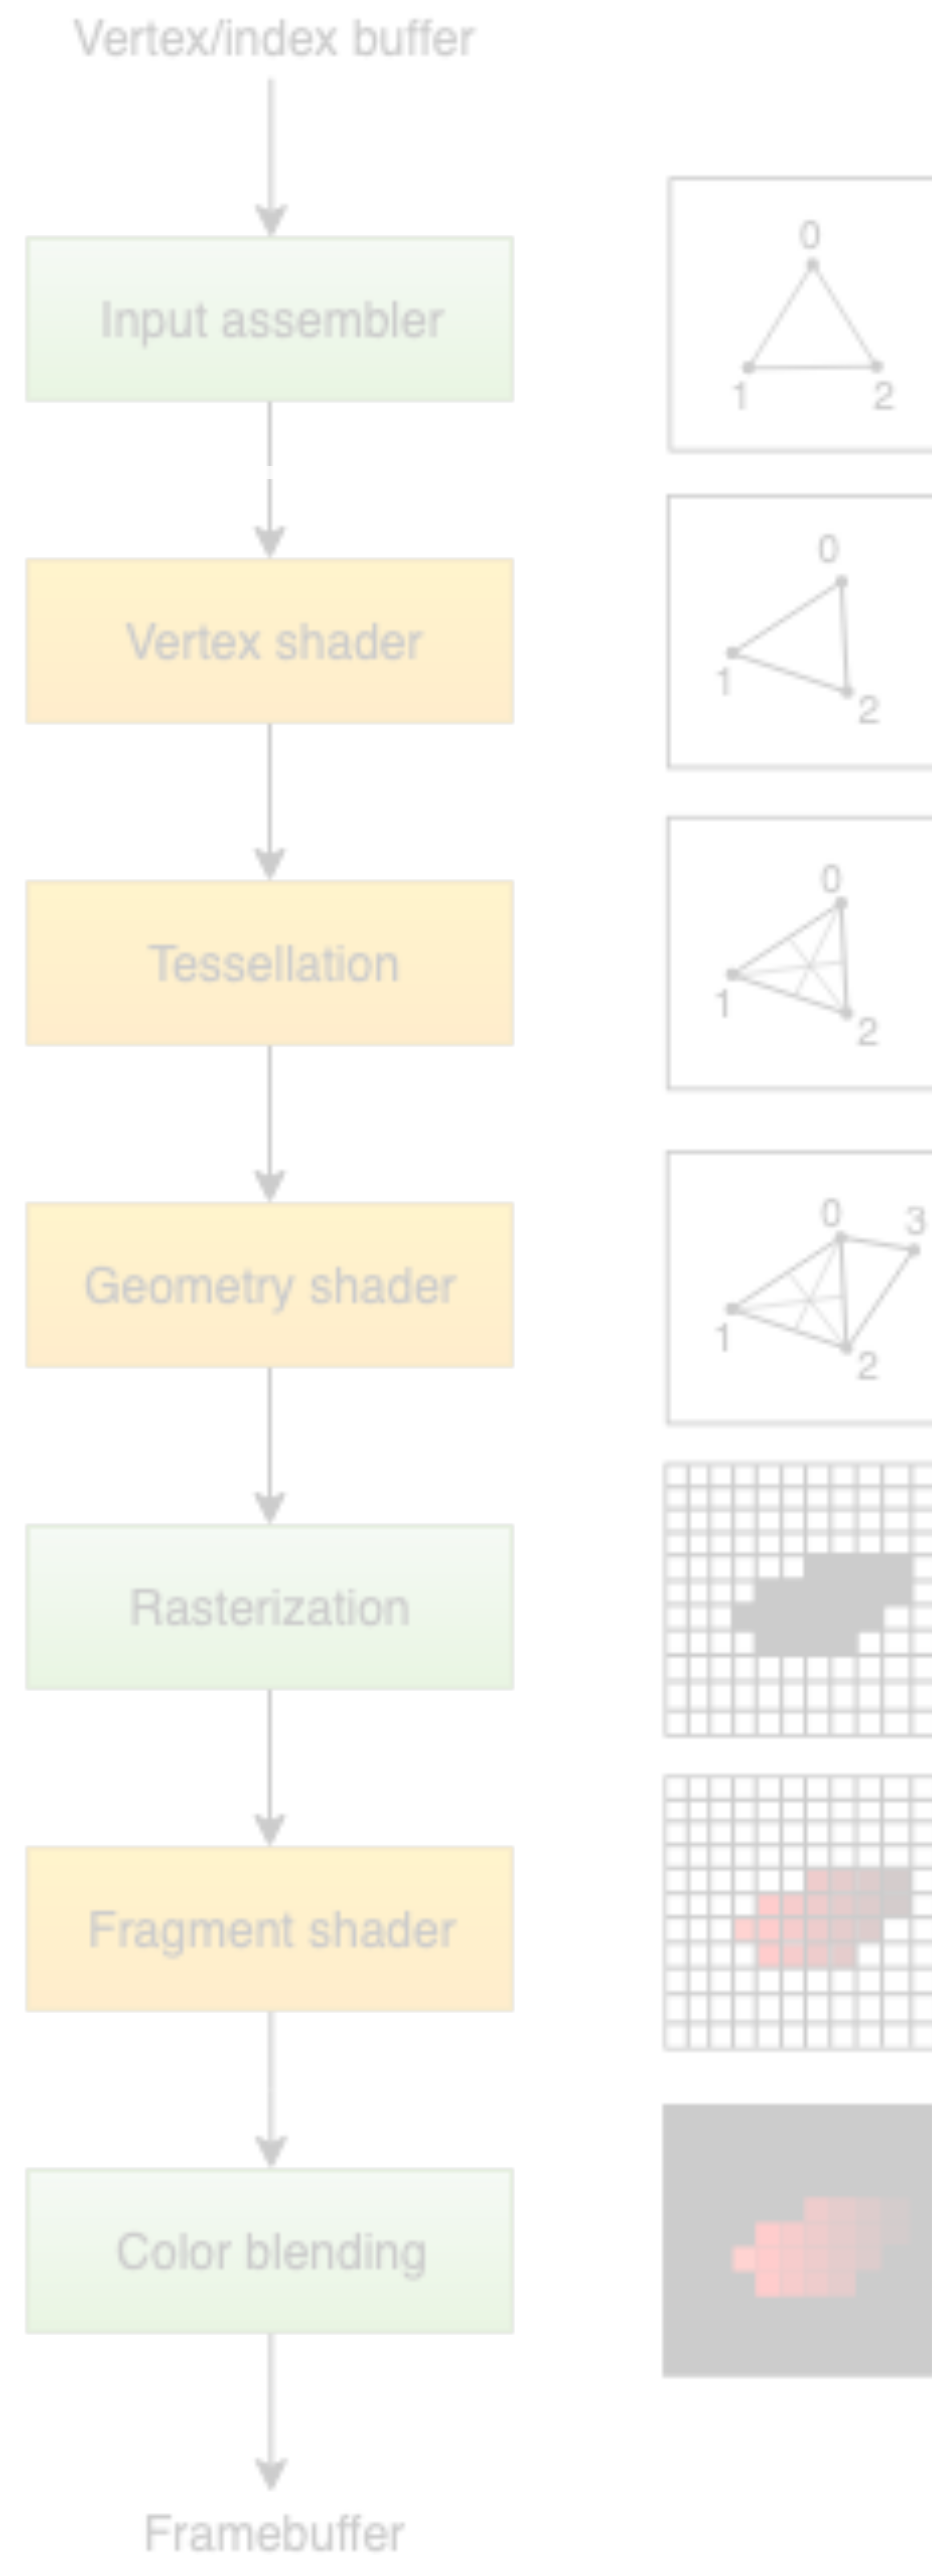 Vertex/index buffer
Input assembler
0
1
2
Vertex shader
0
1
2
Tessellation
0
1
2
Geometry shader
0
3
1
2
Rasterization
Fragment shader
Color blending
Framebuffer